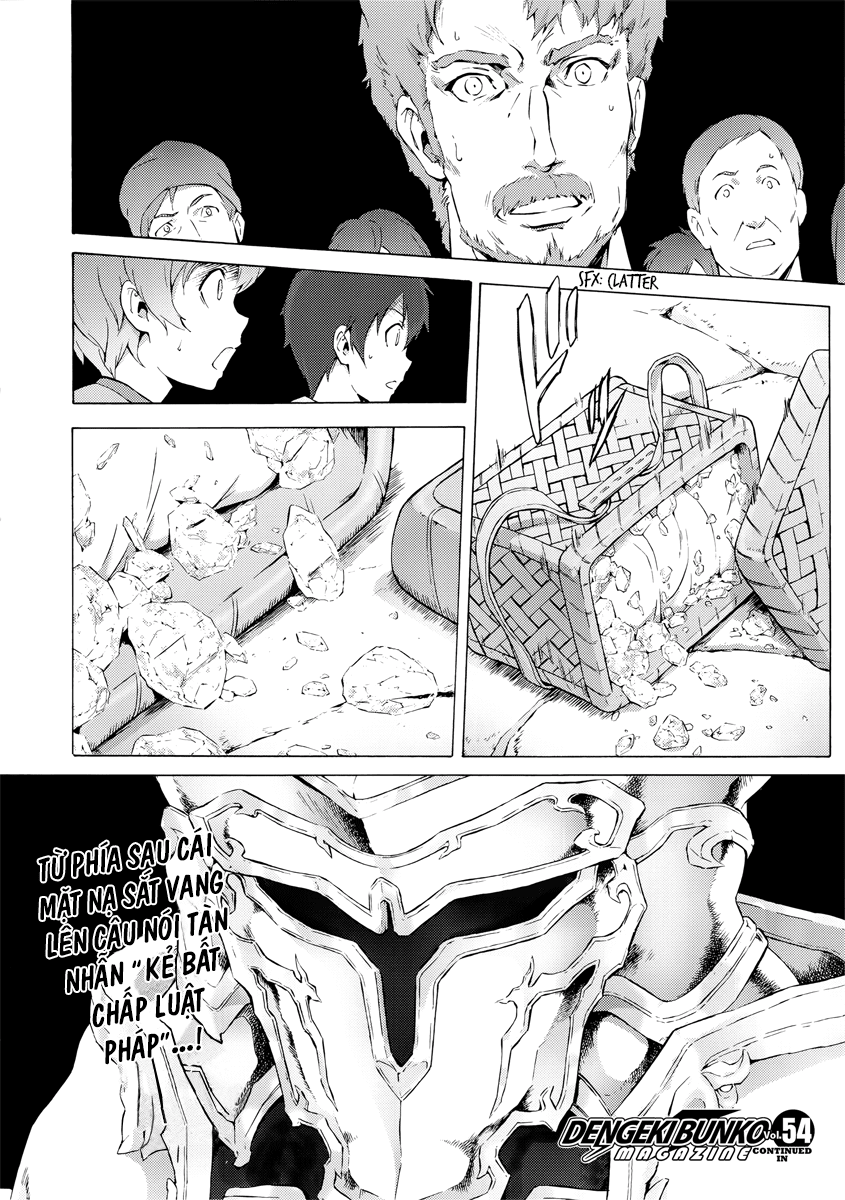 SFX: CLATTER
TỪ PHÍA SAU CÁI
MẶT NẠ SẮT VANG
LÊN CÂU NÓI TÀN
NHẪN “KẺ BẤT
CHẤP LUẬT
PHÁP”...!
DENGEKI BUNKO Vol. 54
MAGAZINE CONTINUED
IN